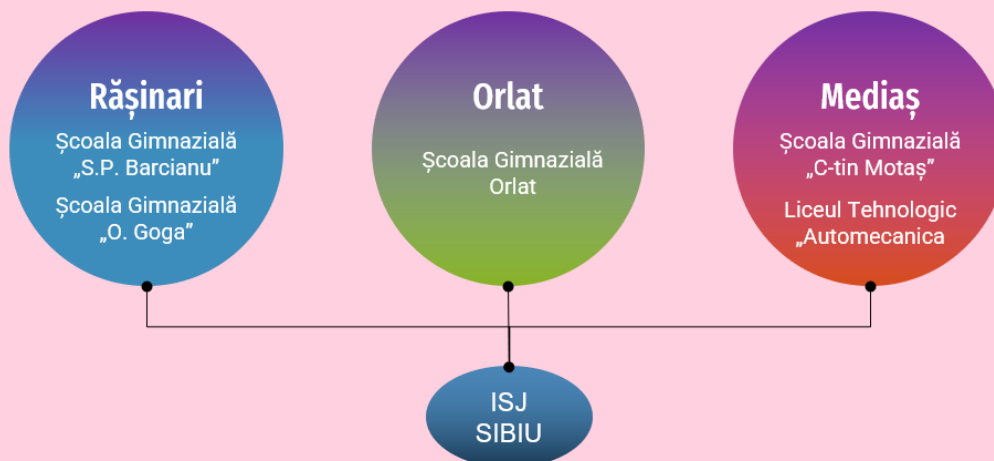 Rășinari
Școala Gimnazială
„S.P. Barcianu”
Școala Gimnazială
„O. Goga”
Orlat
Școala Gimnazială
Orlat
Mediaș
Școala Gimnazială
„C-tin Motaș”
Liceul Tehnologic
„Automecanica
ISJ
SIBIU